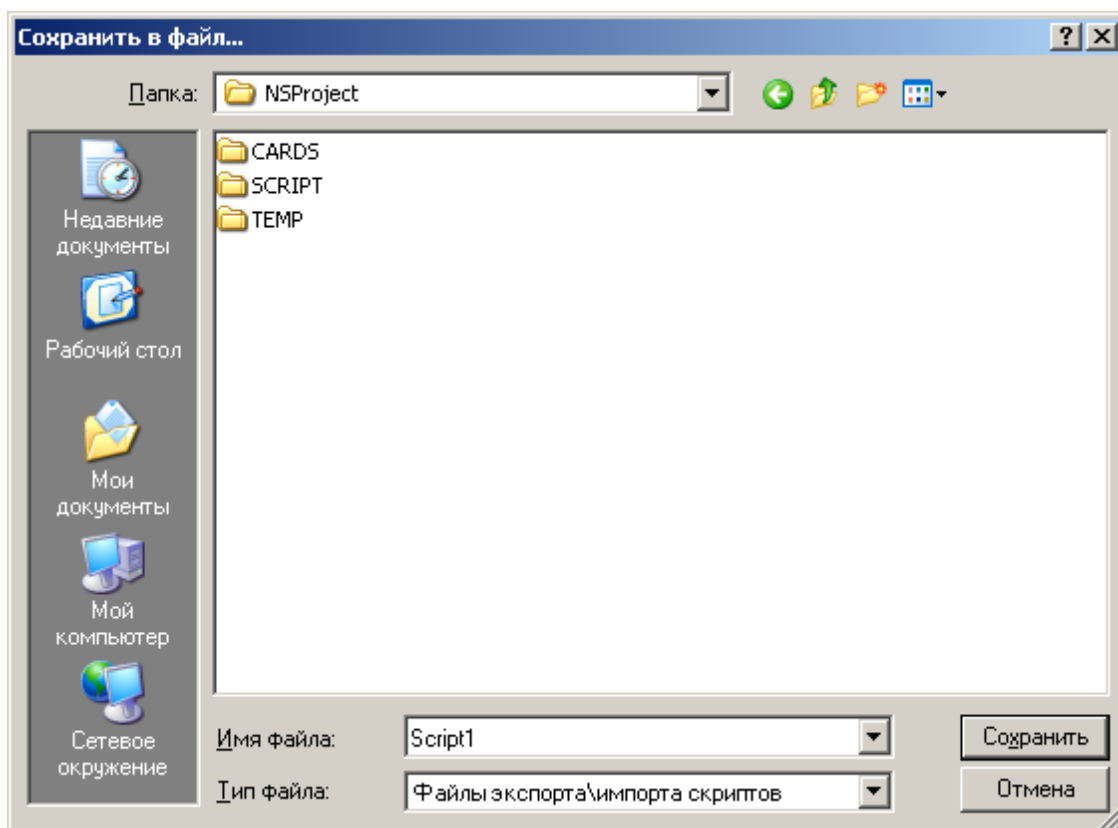 Сохранить в файл...
Папка:
NSProject
CARDS
SCRIPT
TEMP
Недавние
документы
Рабочий стол
Мои
документы
Мой
компьютер
Сетевое
окружение
Имя файла:
Script1
Сохранить
Тип файла:
Файлы экспорта\импорта скриптов
Отмена